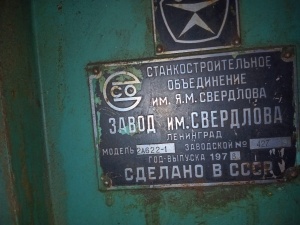 СТАНКОСТРОИТЕЛЬНОЕ
ОБЪЕДИНЕНИЕ
ИМ. Я.М. СВЕРДЛОВА
ЗАВОД ИМ. СВЕРДЛОВА
ЛЕНИНГРАД
МОДЕЛЬ 2А622-1 ЗАВОДСКОЙ №
ГОД ВЫПУСКА 197
СДЕЛАНО В СССР